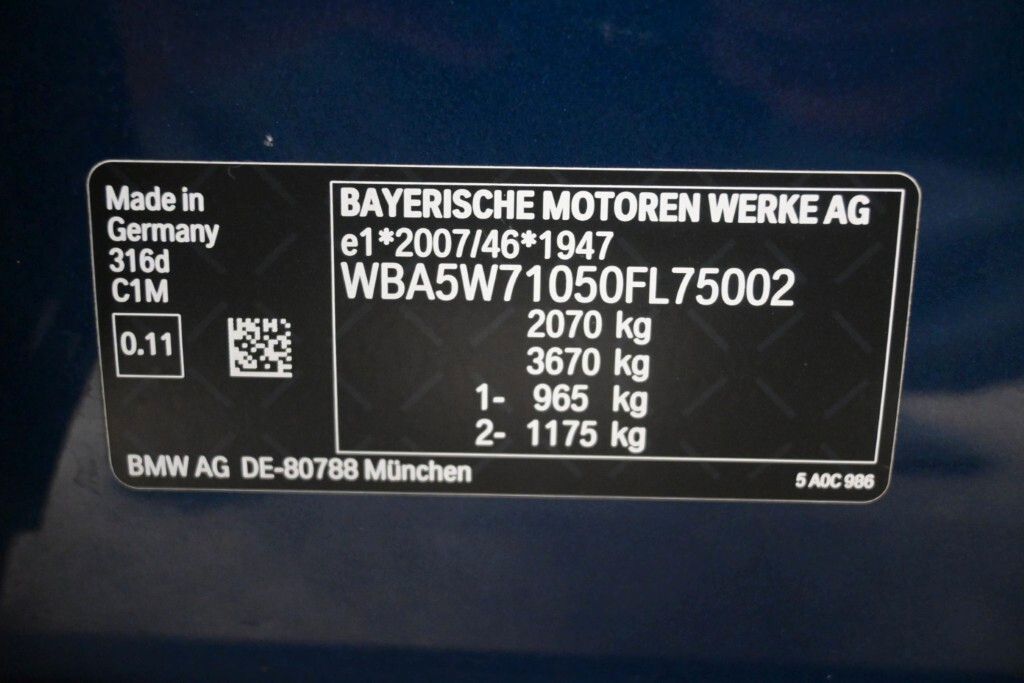 Made in
Germany
316d
C1M
0.11
BAYERISCHE MOTOREN WERKE AG
e1*2007/46*1947
WBA5W71050FL75002
2070 kg
3670 kg
1- 965 kg
2- 1175 kg
BMW AG DE-80788 München
5 A0C 986